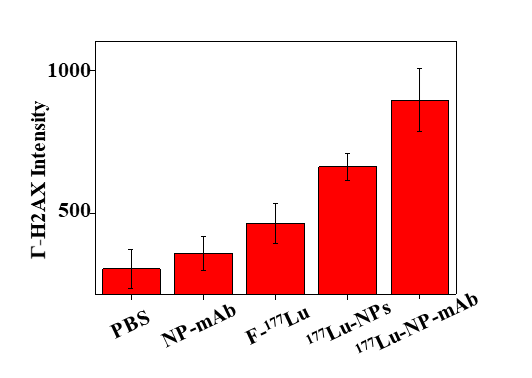 1000
500
Γ-H2AX Intensity
PBS
NP-mAb
F-¹⁷⁷Lu
¹⁷⁷Lu-NPs
¹⁷⁷Lu-NP-mAb